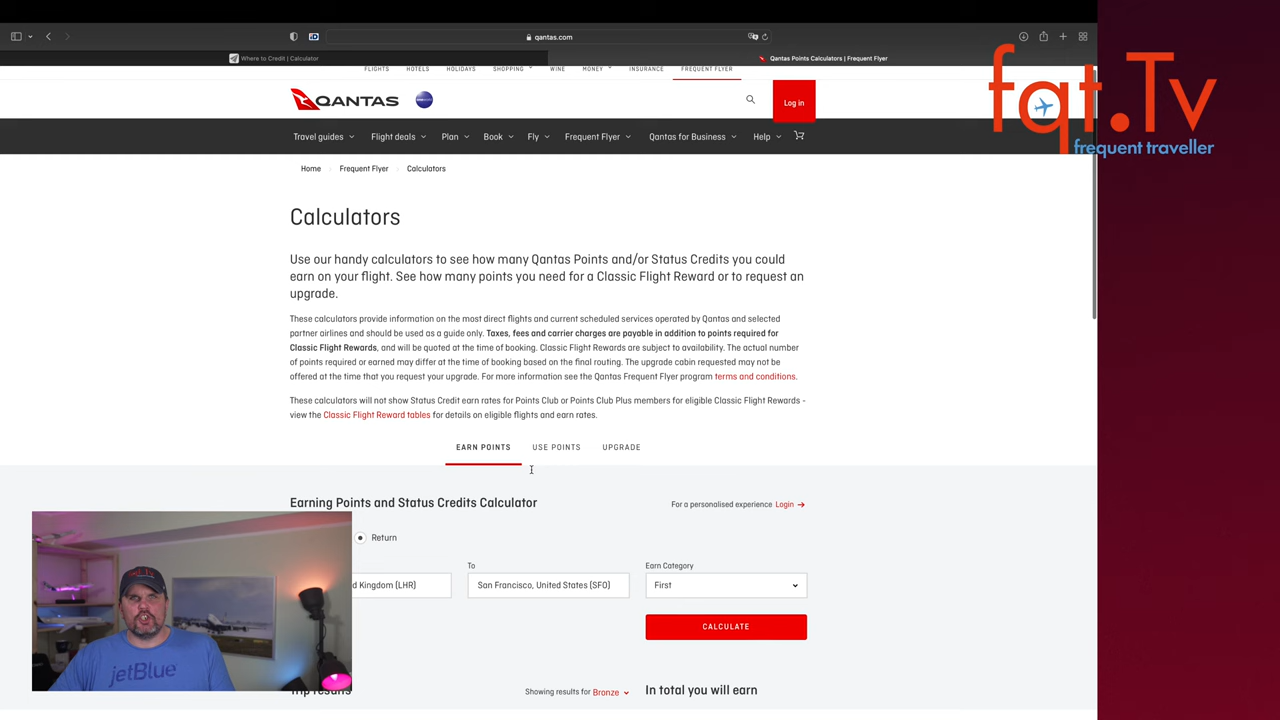 qantas.com
Where to Credit | Calculator
Qantas Points Calculators | Frequent Flyer
FLIGHTS HOTELS HOLIDAYS SHOPPING WINE MONEY INSURANCE FREQUENT FLYER
QANTAS
Log in
fqt.Tv
frequent traveller
Travel guides Flight deals Plan Book Fly Frequent Flyer Qantas for Business Help
Home Frequent Flyer Calculators
Calculators
Use our handy calculators to see how many Qantas Points and/or Status Credits you could
earn on your flight. See how many points you need for a Classic Flight Reward or to request an
upgrade.
These calculators provide information on the most direct flights and current scheduled services operated by Qantas and selected
partner airlines and should be used as a guide only. Taxes, fees and carrier charges are payable in addition to points required for
Classic Flight Rewards, and will be quoted at the time of booking. Classic Flight Rewards are subject to availability. The actual number
of points required or earned may differ at the time of booking based on the final routing. The upgrade cabin requested may not be
offered at the time that you request your upgrade. For more information see the Qantas Frequent Flyer program terms and conditions.
These calculators will not show Status Credit earn rates for Points Club or Points Club Plus members for eligible Classic Flight Rewards -
view the Classic Flight Reward tables for details on eligible flights and earn rates.
EARN POINTS USE POINTS UPGRADE
Earning Points and Status Credits Calculator
For a personalised experience Login
Return
To
Earn Category
d Kingdom (LHR)
San Francisco, United States (SFO)
First
CALCULATE
jetBlue
Trip results
Showing results for Bronze
In total you will earn